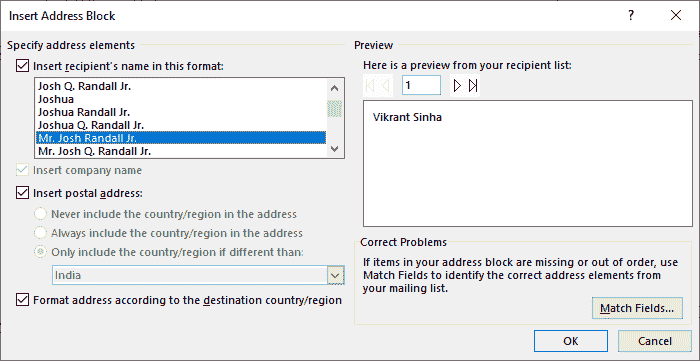 Insert Address Block
?
Specify address elements
Insert recipient's name in this format:
Josh Q. Randall Jr.
Joshua
Joshua Randall Jr.
Joshua Q. Randall Jr.
Mr. Josh Randall Jr.
Mr. Josh Q. Randall Jr.
Insert company name
Insert postal address:
Never include the country/region in the address
Always include the country/region in the address
Only include the country/region if different than:
India
Format address according to the destination country/region
Preview
Here is a preview from your recipient list:
1
Vikrant Sinha
Correct Problems
If items in your address block are missing or out of order, use
Match Fields to identify the correct address elements from
your mailing list.
Match Fields...
OK
Cancel